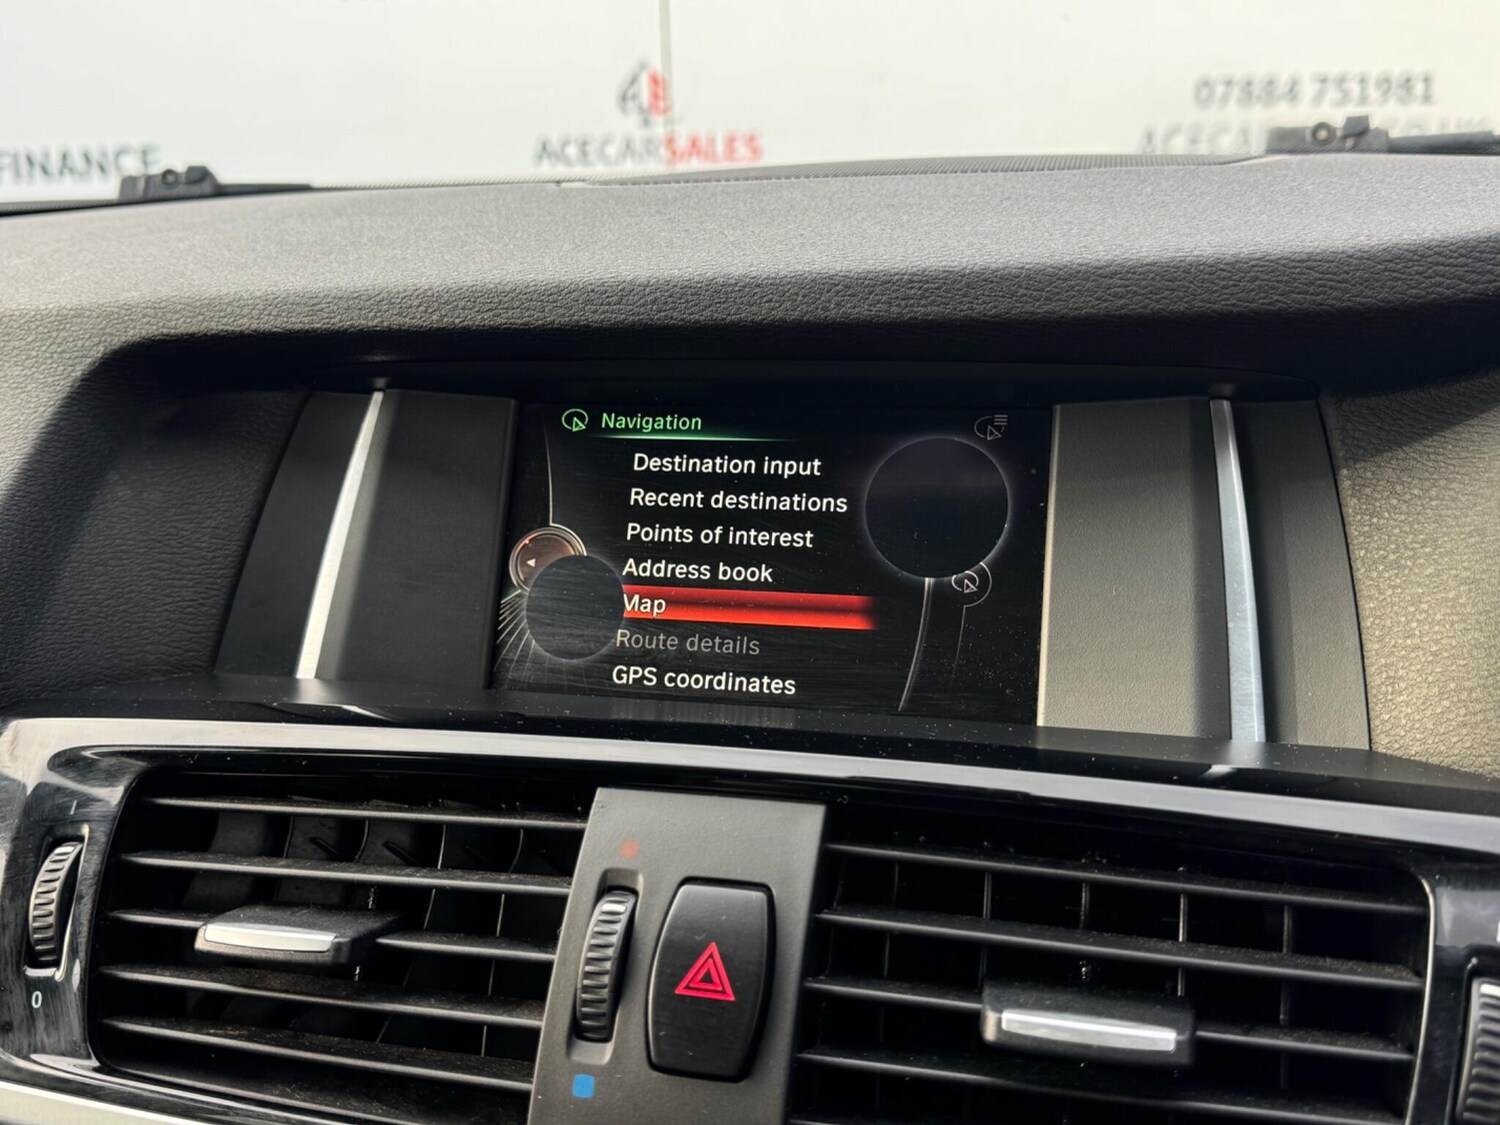 FINANCE
ACECARSALES
07884 751981
Navigation
Destination input
Recent destinations
Points of interest
Address book
Map
Route details
GPS coordinates
0